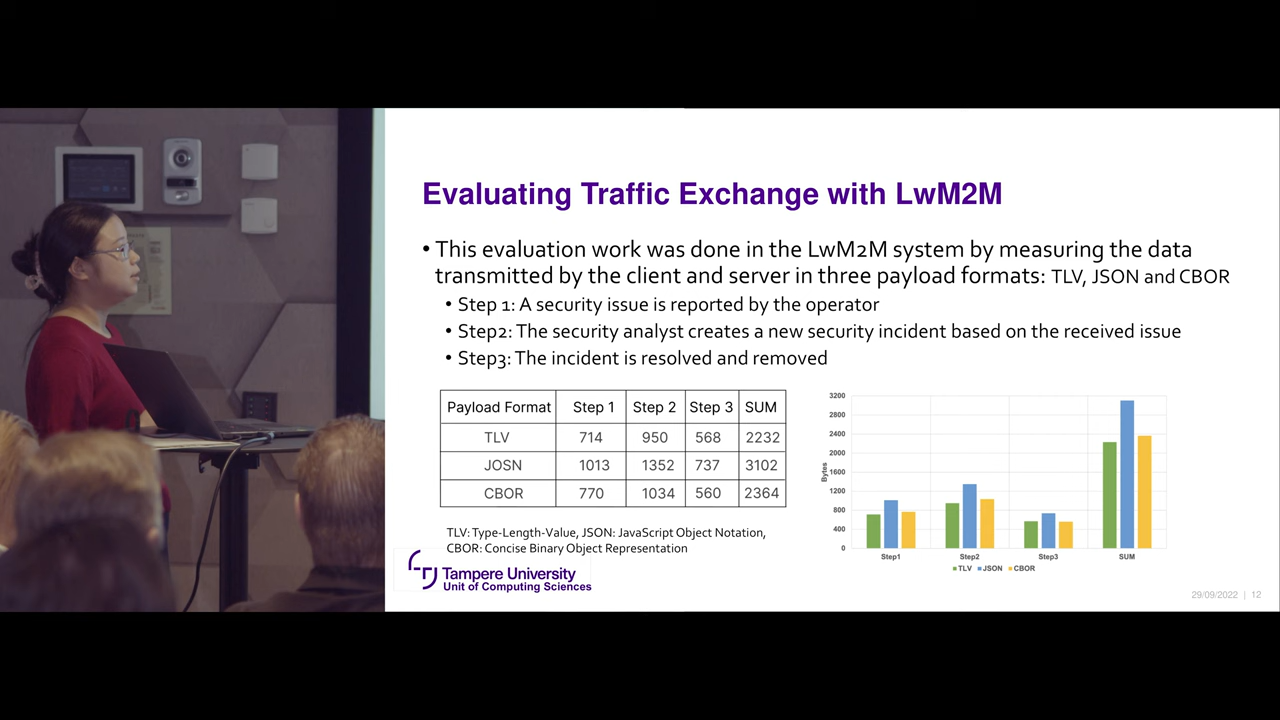 Evaluating Traffic Exchange with LwM2M
• This evaluation work was done in the LwM2M system by measuring the data
transmitted by the client and server in three payload formats: TLV, JSON and CBOR
• Step 1: A security issue is reported by the operator
• Step2: The security analyst creates a new security incident based on the received issue
• Step3: The incident is resolved and removed
Payload Format Step 1 Step 2 Step 3 SUM
TLV 714 950 568 2232
JOSN 1013 1352 737 3102
CBOR 770 1034 560 2364
TLV: Type-Length-Value, JSON: JavaScript Object Notation,
CBOR: Concise Binary Object Representation
3200
2800
2400
2000
1600
1200
800
400
0
Bytes
Step1 Step2 Step3 SUM
TLV JSON CBOR
Tampere University
Unit of Computing Sciences
29/09/2022 | 12